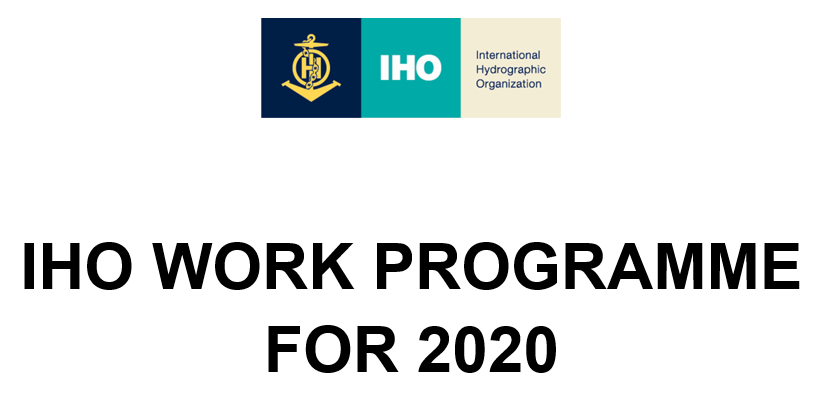 IHO
International
Hydrographic
Organization
IHO WORK PROGRAMME
FOR 2020